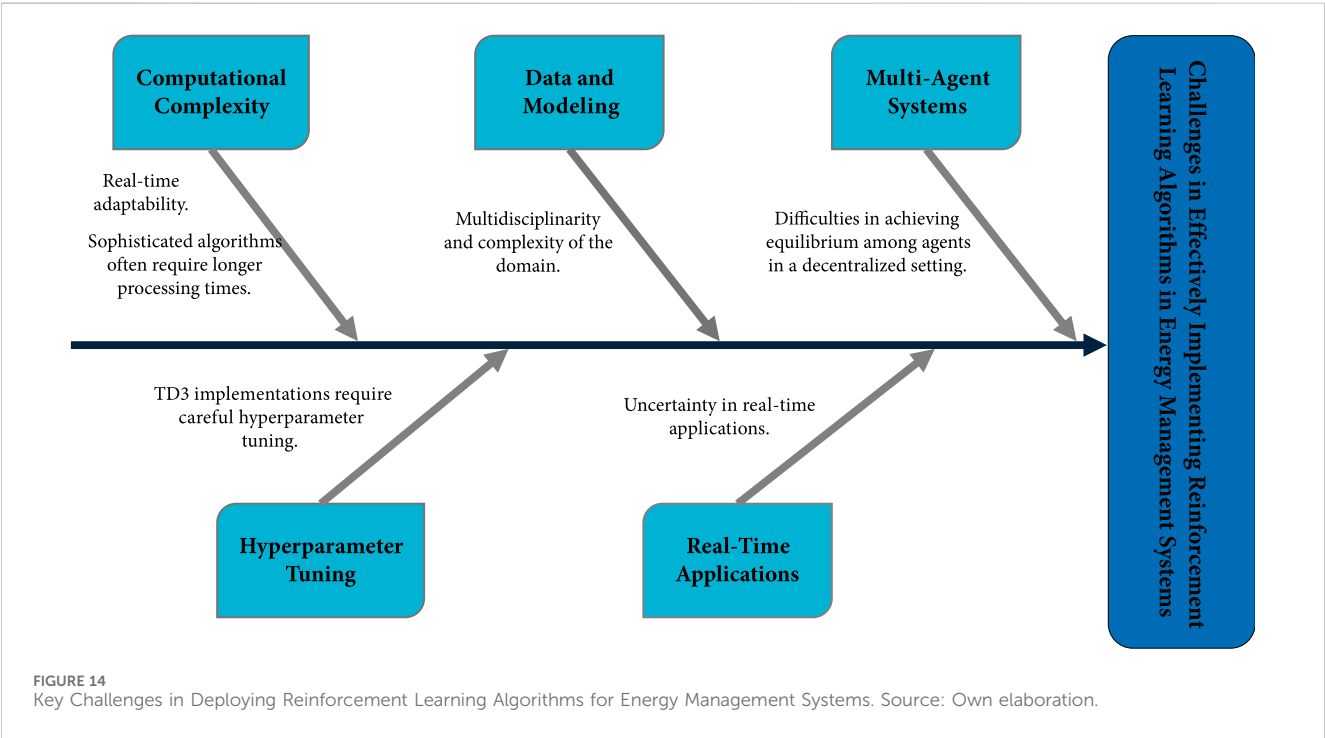 Computational
Complexity
Data and
Modeling
Multi-Agent
Systems
Real-time
adaptability.
Sophisticated algorithms
often require longer
processing times.
Multidisciplinarity
and complexity of the
domain.
Difficulties in achieving
equilibrium among agents
in a decentralized setting.
TD3 implementations require
careful hyperparameter
tuning.
Uncertainty in real-time
applications.
Hyperparameter
Tuning
Real-Time
Applications
Challenges in Effectively Implementing Reinforcement
Learning Algorithms in Energy Management Systems
FIGURE 14
Key Challenges in Deploying Reinforcement Learning Algorithms for Energy Management Systems. Source: Own elaboration.